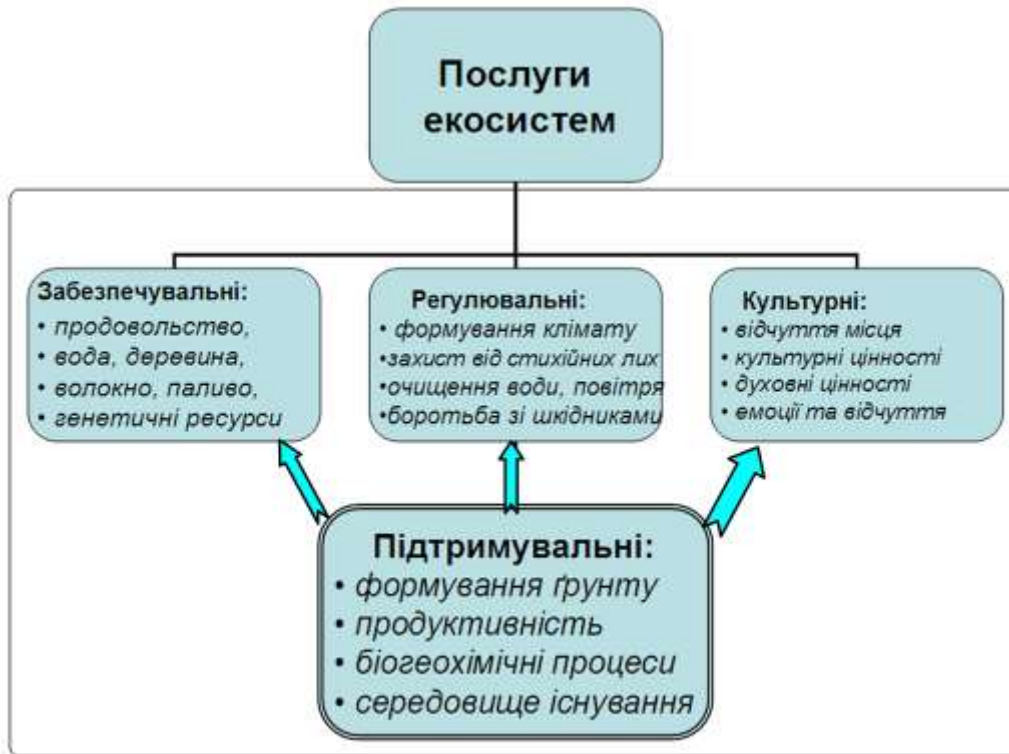 Послуги
екосистем
Забезпечувальні:
• продовольство,
• вода, деревина,
• волокно, паливо,
• генетичні ресурси
Регулювальні:
• формування клімату
•захист від стихійних лих
•очищення води, повітря
•боротьба зі шкідниками
Культурні:
• відчуття місця
• культурні цінності
• духовні цінності
• емоції та відчуття
Підтримувальні:
• формування ґрунту
• продуктивність
• біогеохімічні процеси
• середовище існування